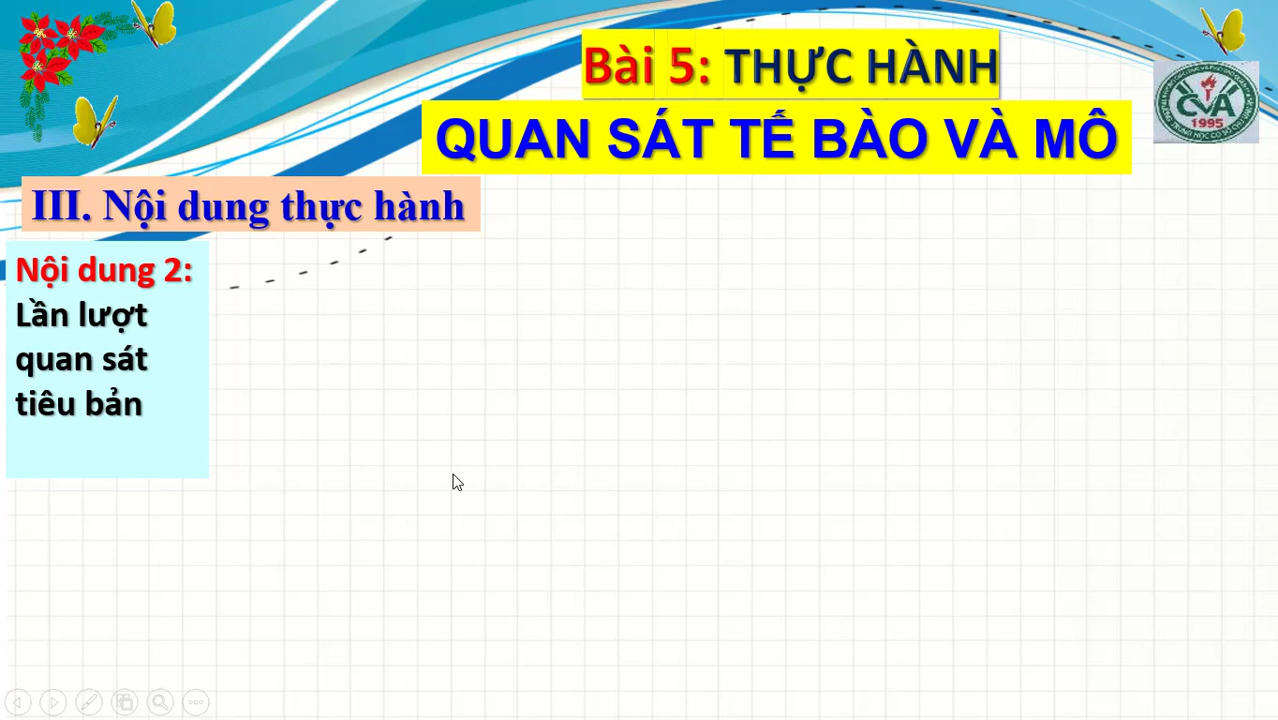 Bài 5: THỰC HÀNH
QUAN SÁT TẾ BÀO VÀ MÔ
CVA
1995
III. Nội dung thực hành
Nội dung 2:
Lần lượt
quan sát
tiêu bản